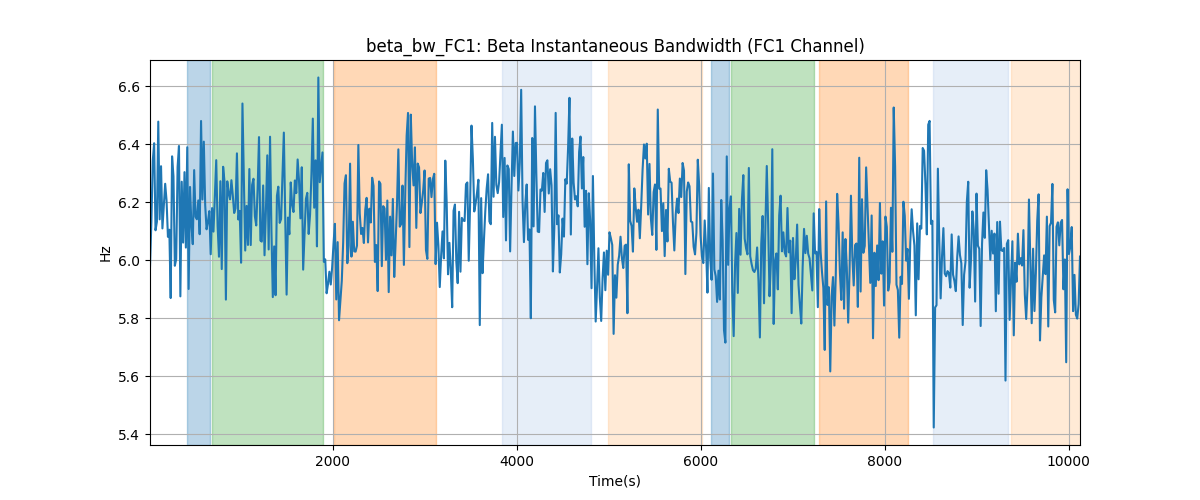 beta_bw_FC1: Beta Instantaneous Bandwidth (FC1 Channel)
6.6
6.4
6.2
6.0
5.8
5.6
5.4
Hz
2000 4000 6000 8000 10000
Time(s)